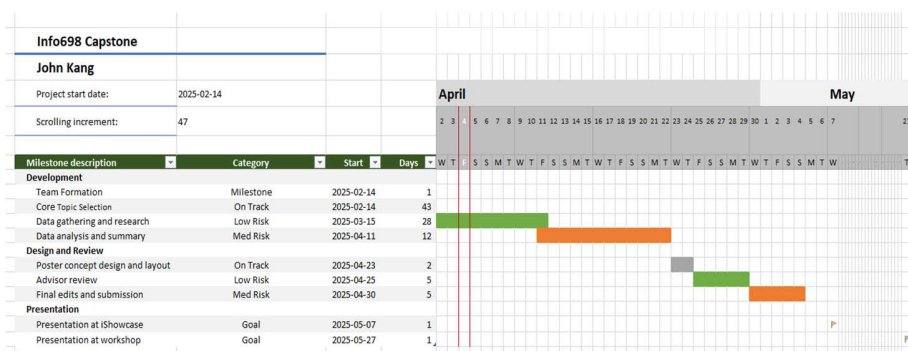 Info698 Capstone
John Kang
Project start date: 2025-02-14 April May
Scrolling increment: 47 2 3 4 5 6 7 8 9 10 11 12 13 14 15 16 17 18 19 20 21 22 23 24 25 26 27 28 29 30 1 2 3 4 5 6 7
Milestone description Category Start Days W T F S S M T W T F S S M T W T F S S M T W T F S S M T W T F S S M T W T
Development
Team Formation Milestone 2025-02-14 1
Core Topic Selection On Track 2025-02-14 43
Data gathering and research Low Risk 2025-03-15 28
Data analysis and summary Med Risk 2025-04-11 12
Design and Review
Poster concept design and layout On Track 2025-04-23 2
Advisor review Low Risk 2025-04-25 5
Final edits and submission Med Risk 2025-04-30 5
Presentation
Presentation at iShowcase Goal 2025-05-07 1
Presentation at workshop Goal 2025-05-27 1